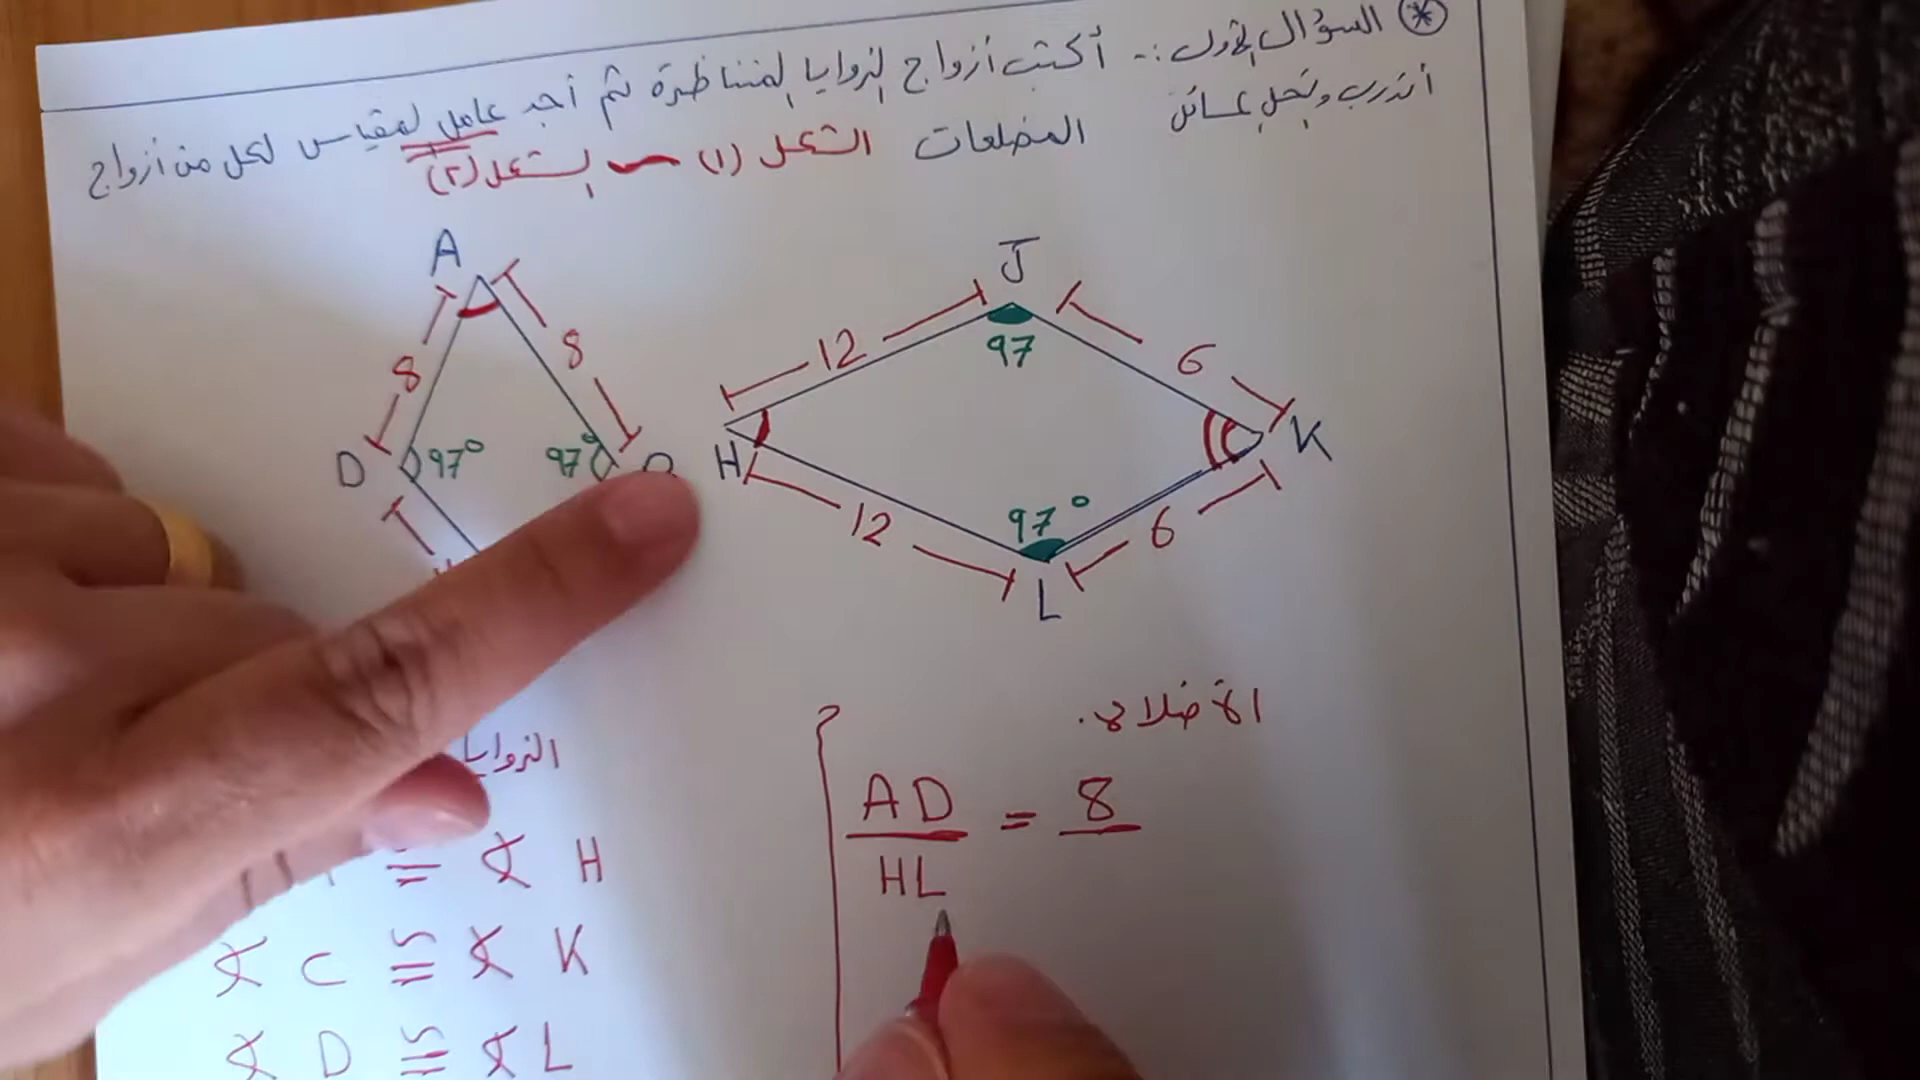 السؤال الأول :- أكتب أزواج الزوايا المتناظرة ثم أجد عامل المقياس لكل من أزواج
المضلعات الشكل (١) الشكل (٢)
أتدرب وأحل المسائل
A
J
8
8
12
97
6
D
97°
97°
H
K
12
97°
6
L
الأضلاع.
الزوايا
AD = 8
HL
≅ ∢ H
∢ C ≅ ∢ K
∢ D ≅ ∢ L